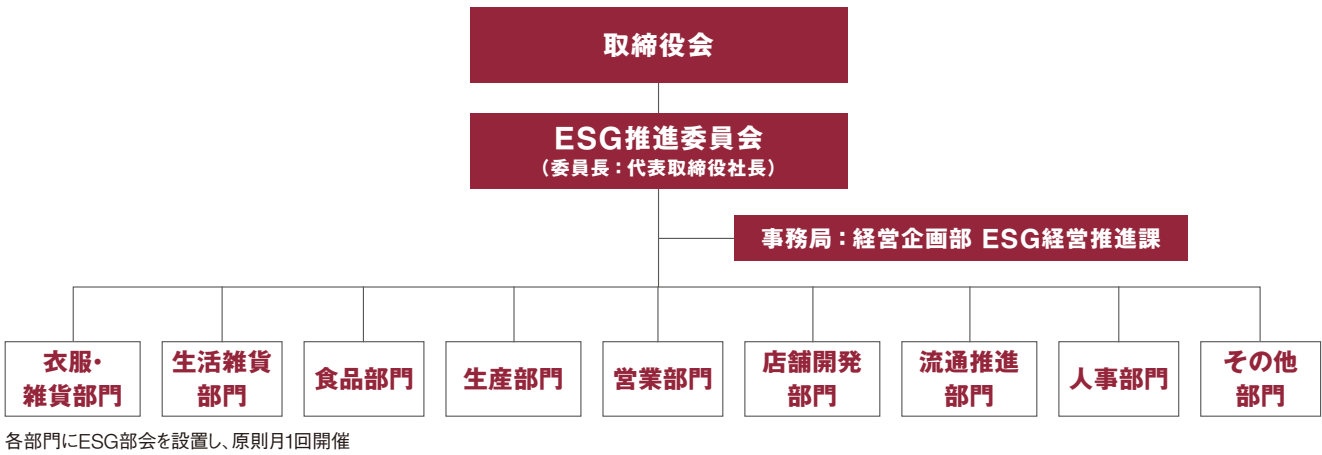 取締役会
ESG推進委員会
（委員長：代表取締役社長）
事務局：経営企画部 ESG経営推進課
衣服・
雑貨部門
生活雑貨
部門
食品部門
生産部門
営業部門
店舗開発
部門
流通推進
部門
人事部門
その他
部門
各部門にESG部会を設置し、原則月1回開催